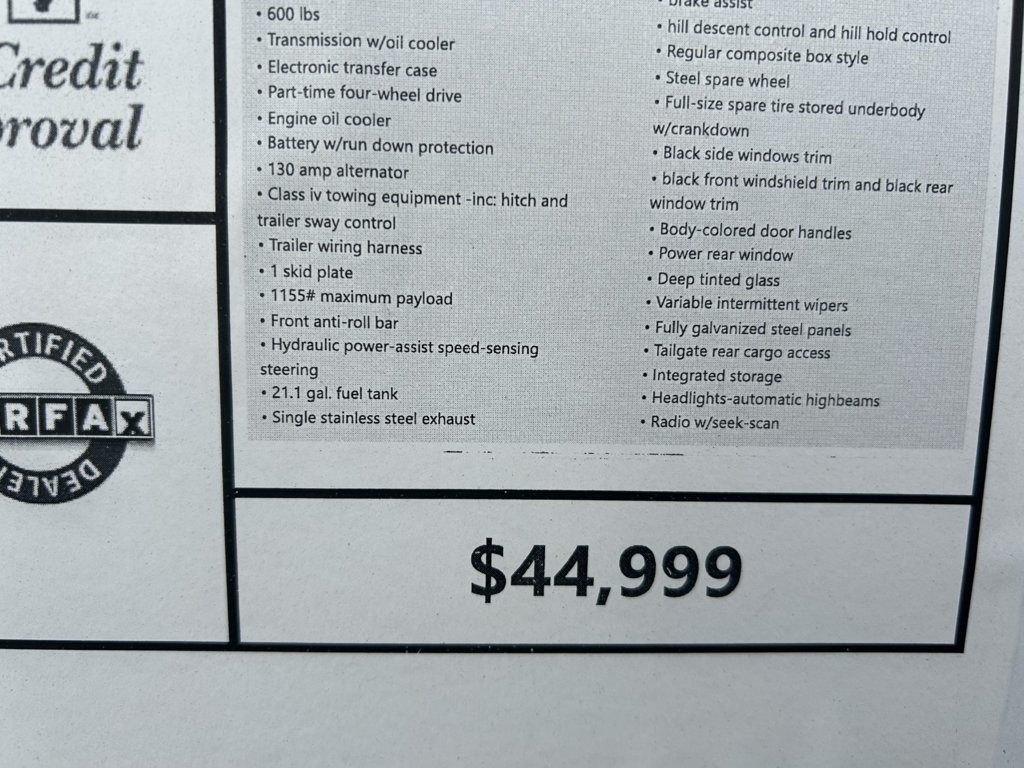 Credit
CERTIFIED
CARFAX
DEALER
• 600 lbs
• Transmission w/oil cooler
• Electronic transfer case
• Part-time four-wheel drive
• Engine oil cooler
• Battery w/run down protection
• 130 amp alternator
• Class iv towing equipment -inc: hitch and
trailer sway control
• Trailer wiring harness
• 1 skid plate
• 1155# maximum payload
• Front anti-roll bar
• Hydraulic power-assist speed-sensing
steering
• 21.1 gal. fuel tank
• Single stainless steel exhaust
• brake assist
• hill descent control and hill hold control
• Regular composite box style
• Steel spare wheel
• Full-size spare tire stored underbody
w/crankdown
• Black side windows trim
• black front windshield trim and black rear
window trim
• Body-colored door handles
• Power rear window
• Deep tinted glass
• Variable intermittent wipers
• Fully galvanized steel panels
• Tailgate rear cargo access
• Integrated storage
• Headlights-automatic highbeams
• Radio w/seek-scan
$44,999